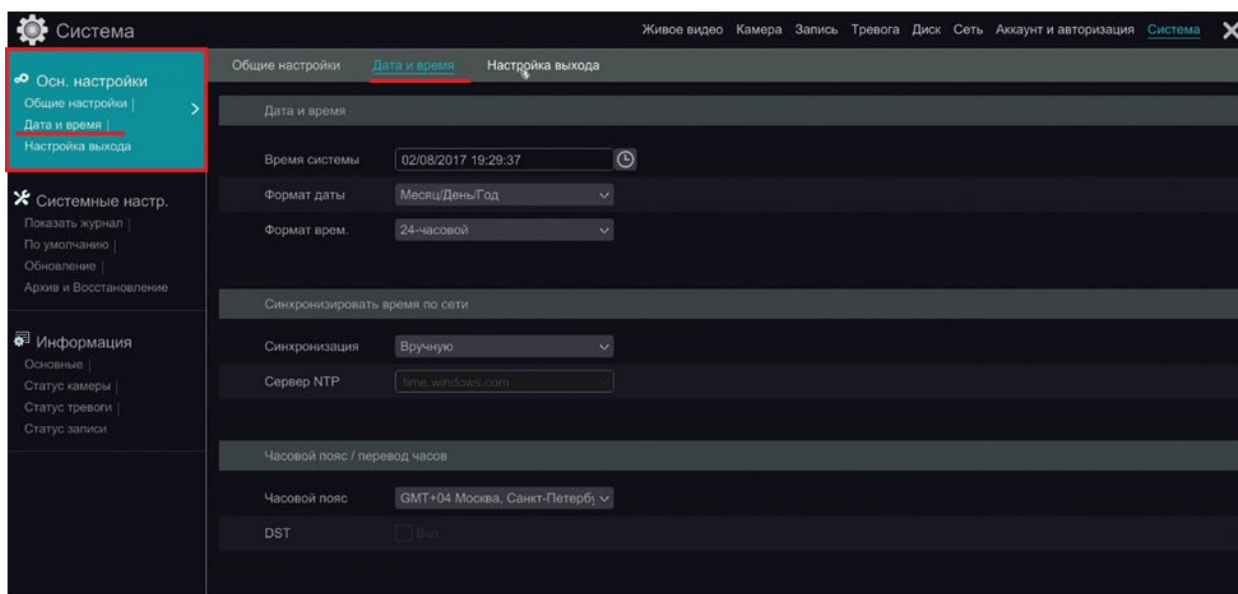 Система
Живое видео Камера Запись Тревога Диск Сеть Аккаунт и авторизация Система
Осн. настройки
Общие настройки |
Дата и время |
Настройка выхода
Системные настр.
Показать журнал |
По умолчанию |
Обновление |
Архив и Восстановление
Информация
Основные |
Статус камеры |
Статус тревоги |
Статус записи
Общие настройки Дата и время Настройка выхода
Дата и время
Время системы 02/08/2017 19:29:37
Формат даты Месяц/День/Год
Формат врем. 24-часовой
Синхронизировать время по сети
Синхронизация Вручную
Сервер NTP time.windows.com
Часовой пояс / перевод часов
Часовой пояс GMT+04 Москва, Санкт-Петербу
DST Вкл.